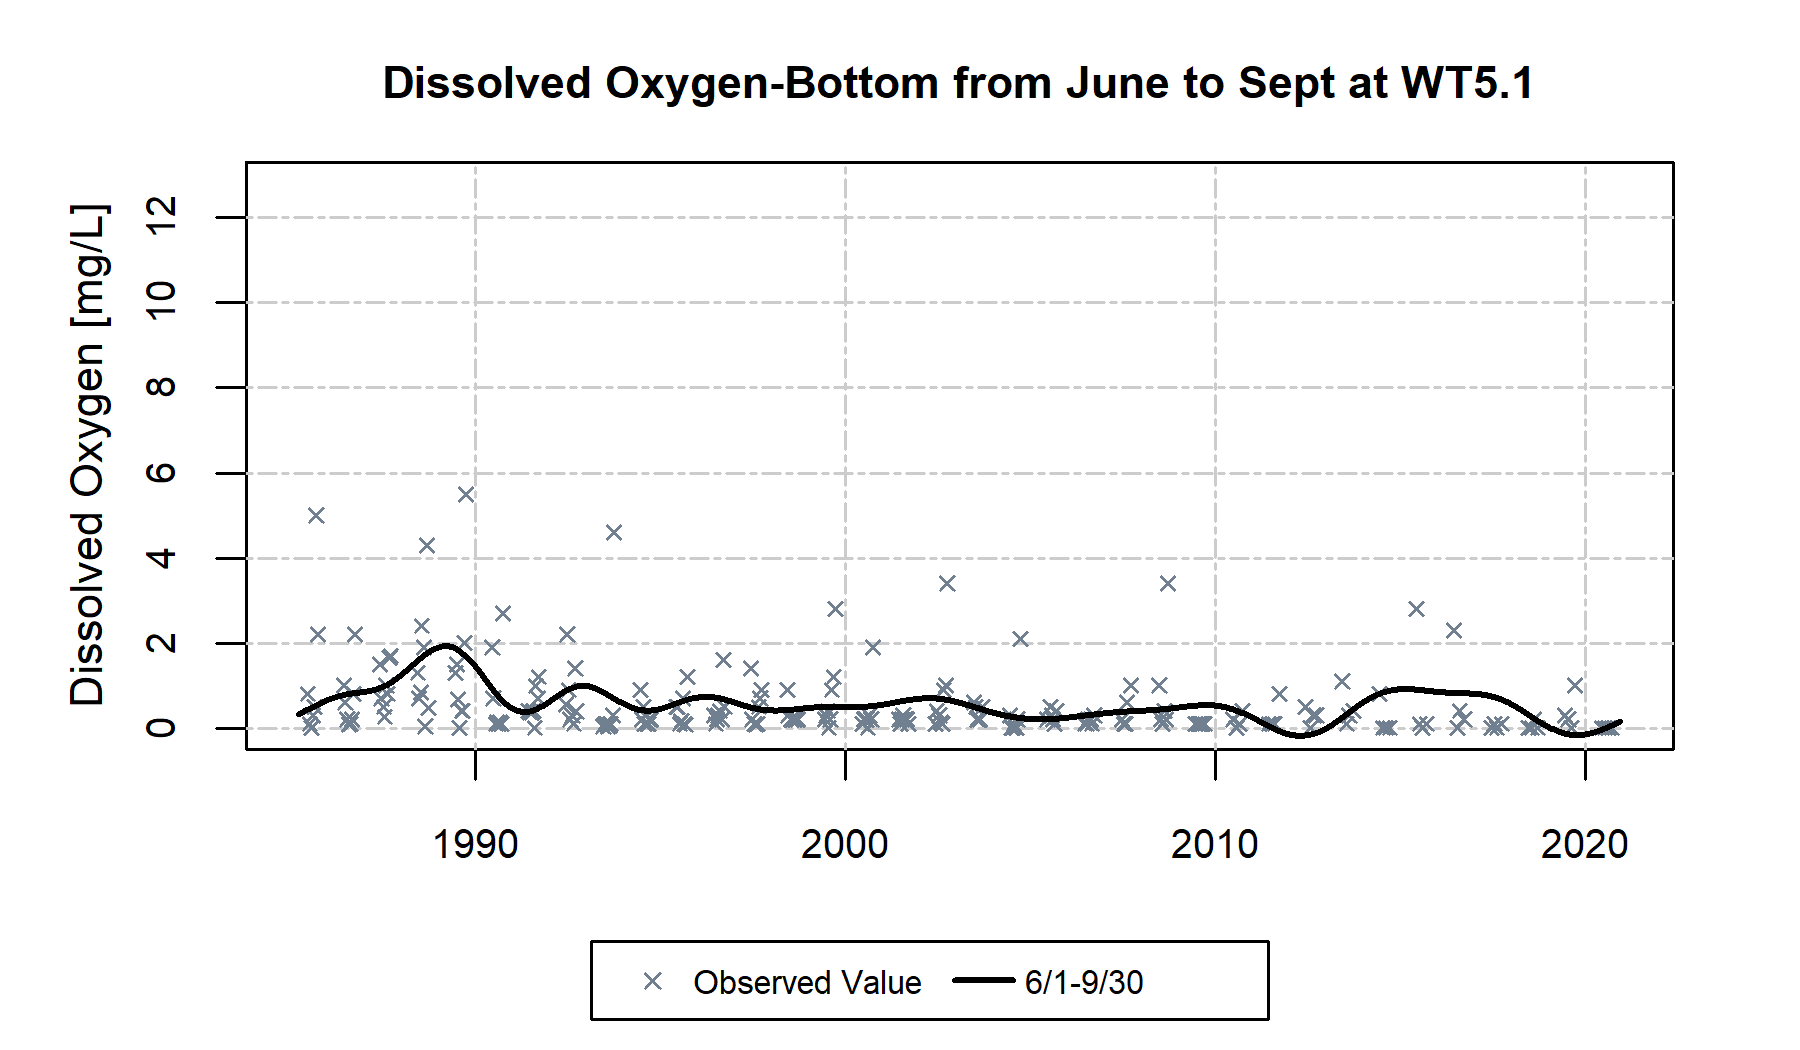 Dissolved Oxygen-Bottom from June to Sept at WT5.1
Dissolved Oxygen [mg/L]
12
10
8
6
4
2
0
1990 2000 2010 2020
Observed Value 6/1-9/30